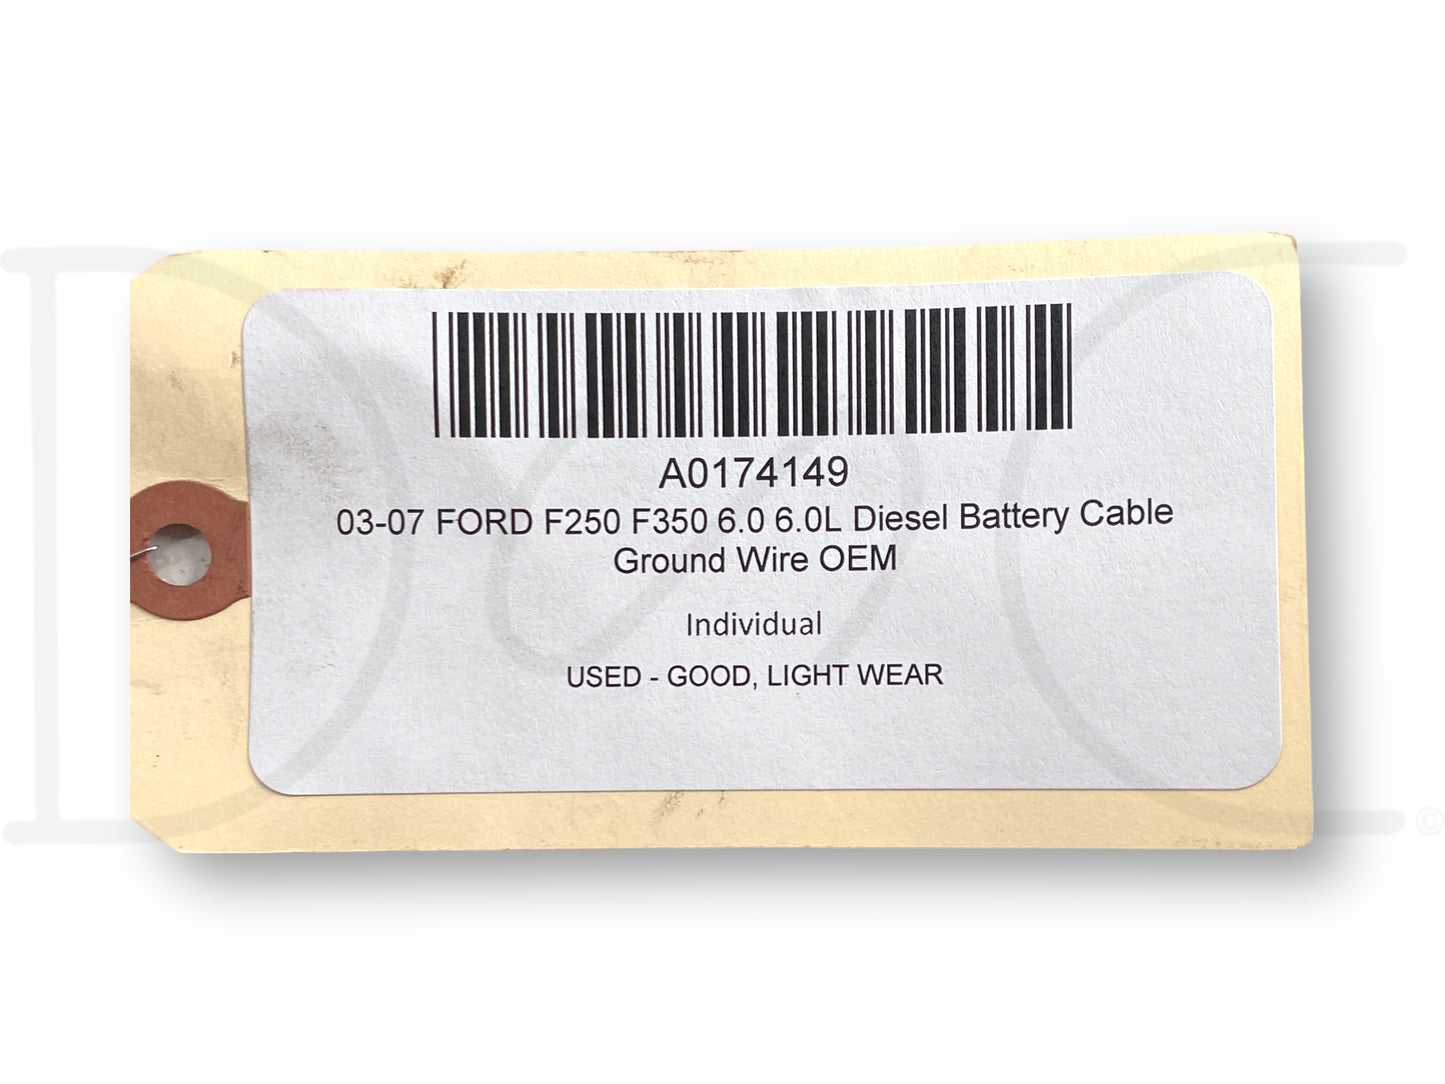 A0174149
03-07 FORD F250 F350 6.0 6.0L Diesel Battery Cable
Ground Wire OEM
Individual
USED - GOOD, LIGHT WEAR
©